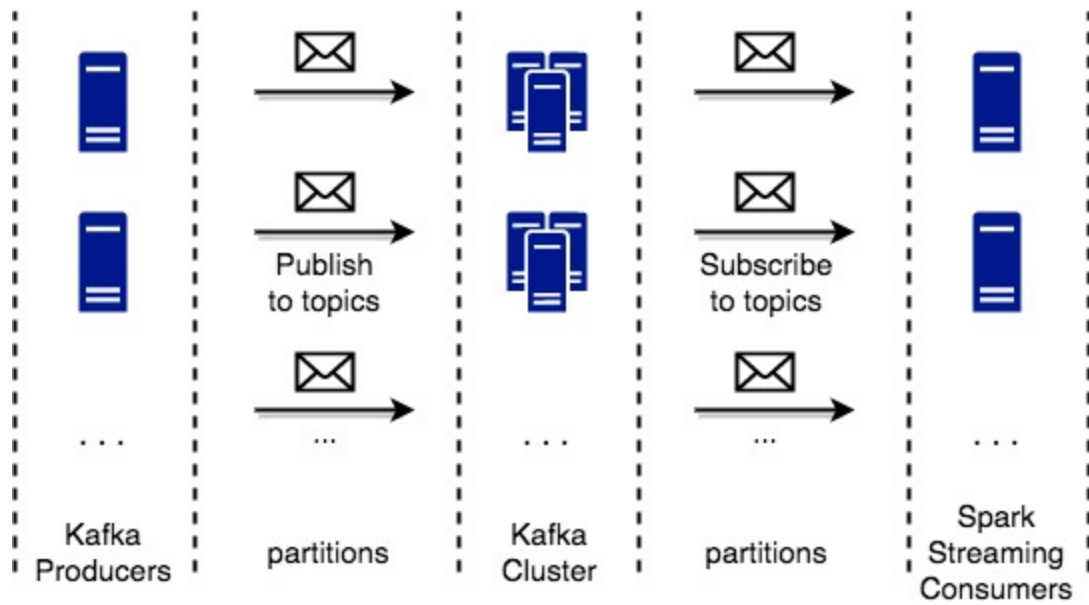 Publish
to topics
Subscribe
to topics
...
...
. . .
. . .
. . .
Kafka
Producers
partitions
Kafka
Cluster
partitions
Spark
Streaming
Consumers